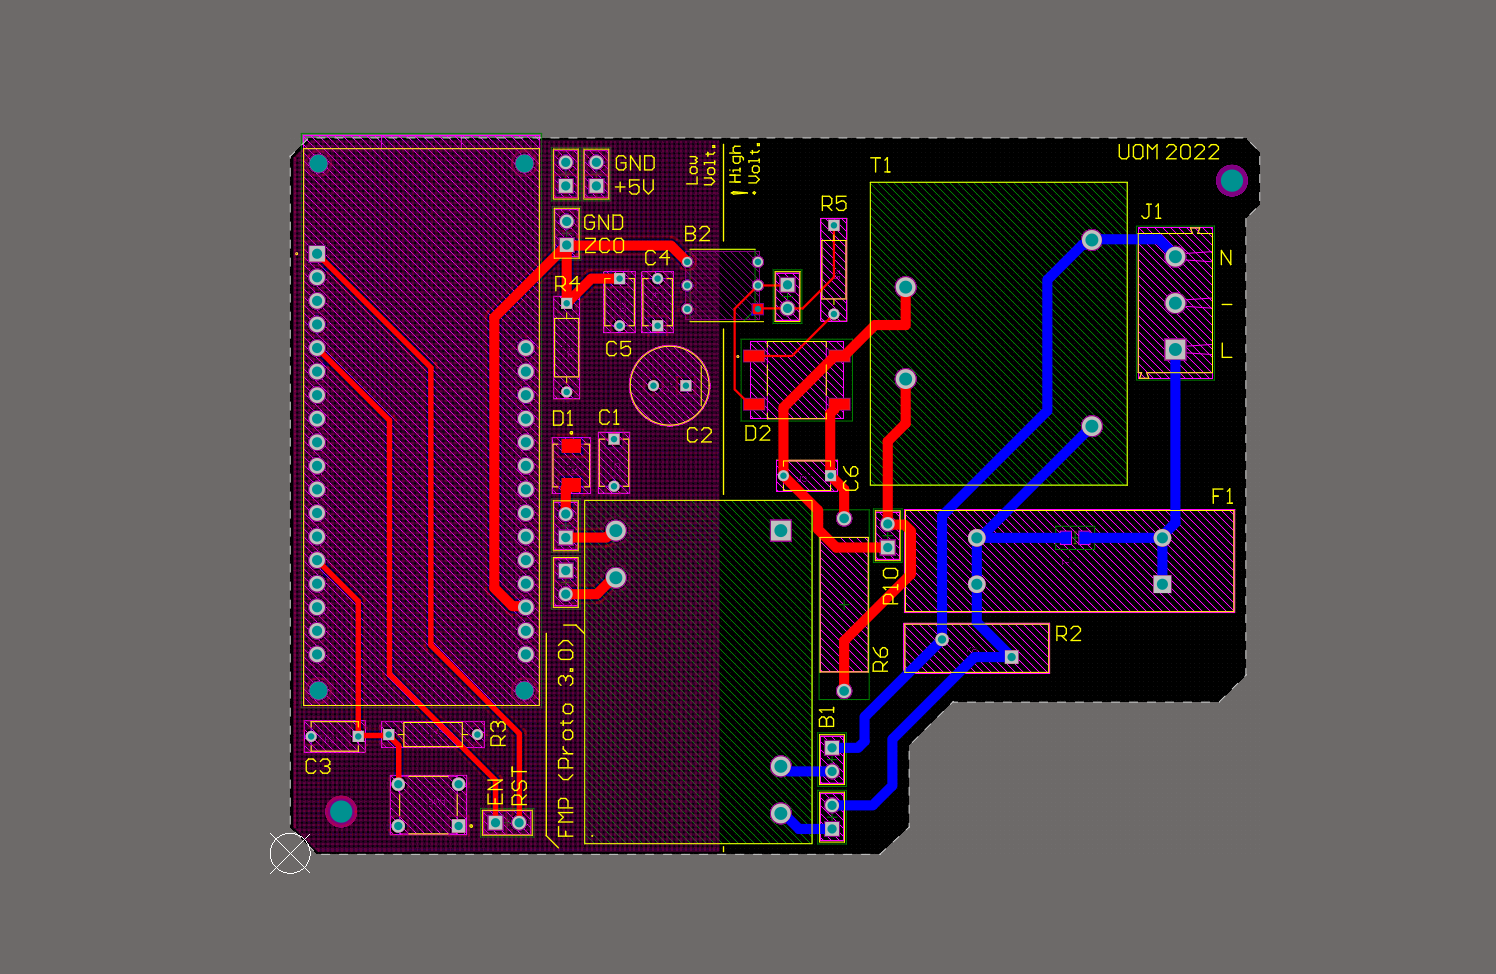 UOM 2022
GND
+5V
Low
Volt.
! High
! Volt.
T1
GND
ZCO
B2
C4
R5
J1
N
–
L
R4
C5
D1
C1
C2
D2
C6
F1
P10
R2
R6
B1
R3
C3
EN
RST
FMP (Proto 3.0)